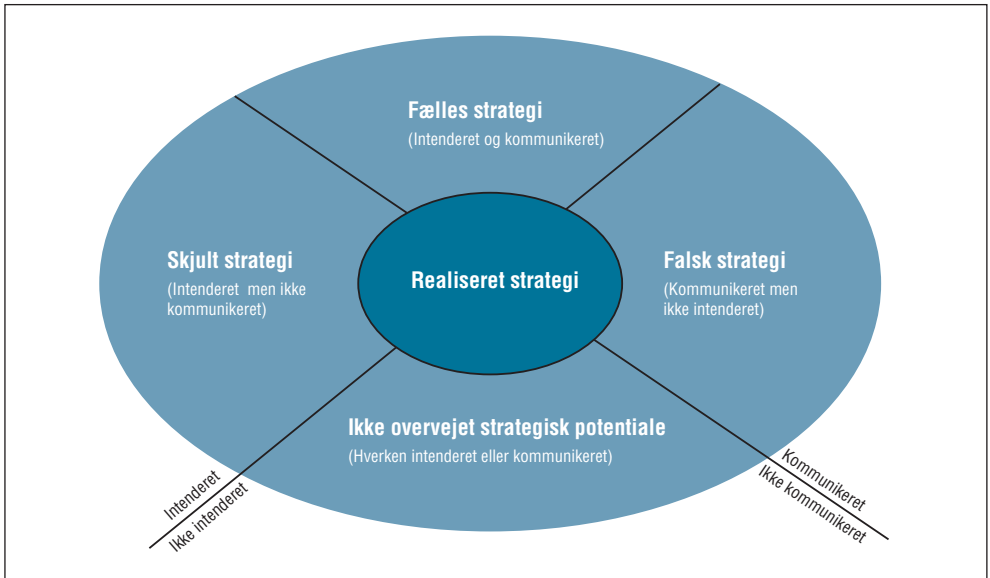 Fælles strategi
(Intenderet og kommunikeret)
Skjult strategi
(Intenderet men ikke
kommunikeret)
Realiseret strategi
Falsk strategi
(Kommunikeret men
ikke intenderet)
Ikke overvejet strategisk potentiale
(Hverken intenderet eller kommunikeret)
Intenderet
Ikke intenderet
Kommunikeret
Ikke kommunikeret